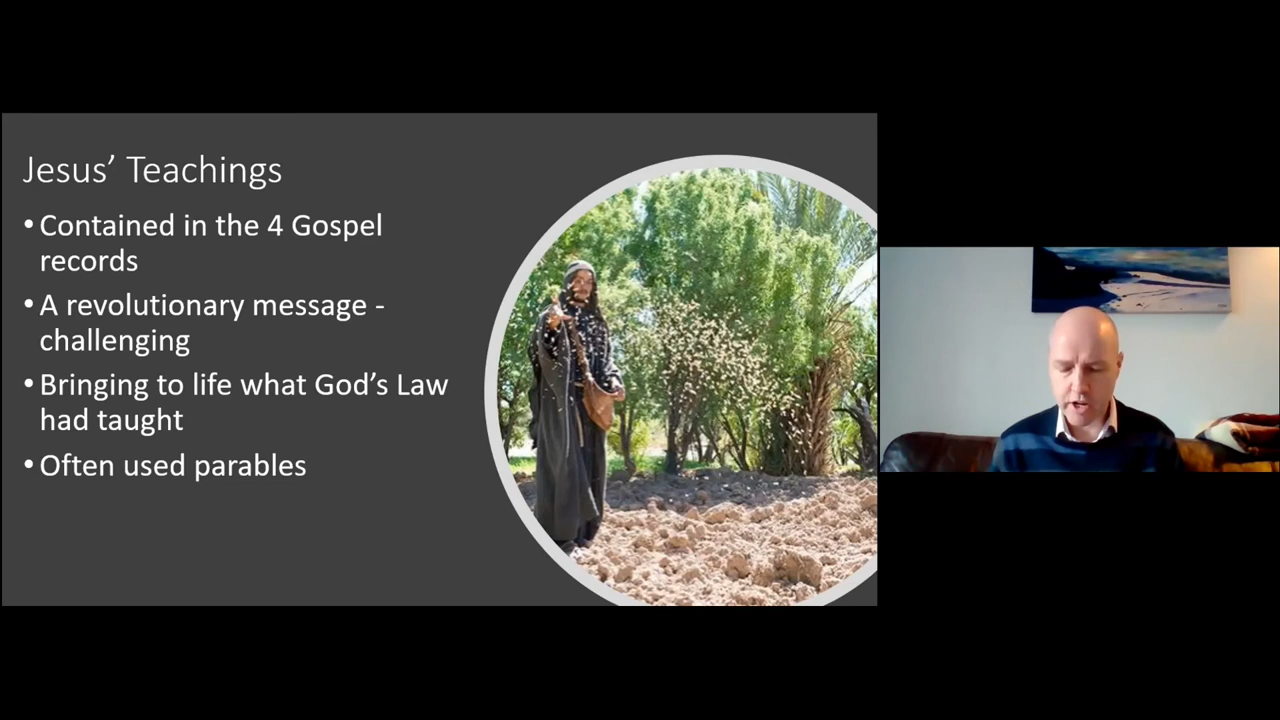 Jesus’ Teachings
• Contained in the 4 Gospel
records
• A revolutionary message -
challenging
• Bringing to life what God’s Law
had taught
• Often used parables